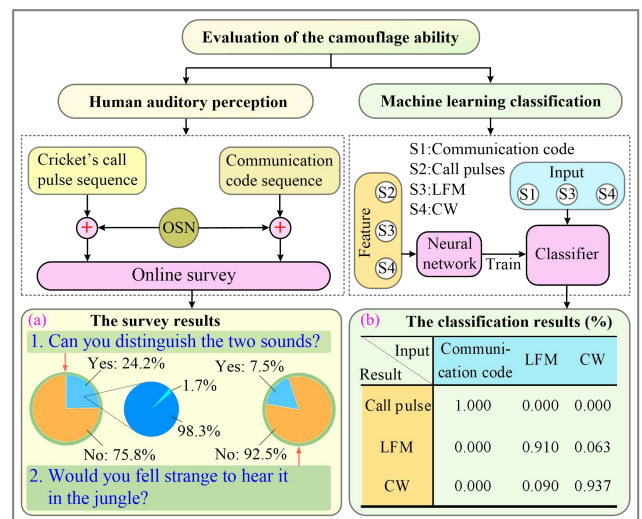 Evaluation of the camouflage ability
Human auditory perception
Machine learning classification
Cricket's call
pulse sequence
Communication
code sequence
+
OSN
+
Online survey
S1:Communication code
S2:Call pulses
S3:LFM
S4:CW
Feature
S2
S3
S4
Input
S1
S3
S4
Neural
network
Train
Classifier
(a)
The survey results
1. Can you distinguish the two sounds?
Yes: 24.2%
1.7%
98.3%
No: 75.8%
Yes: 7.5%
No: 92.5%
2. Would you fell strange to hear it
in the jungle?
(b)
The classification results (%)
Input
Result
Communi-
cation code
LFM
CW
Call pulse 1.000 0.000 0.000
LFM 0.000 0.910 0.063
CW 0.000 0.090 0.937